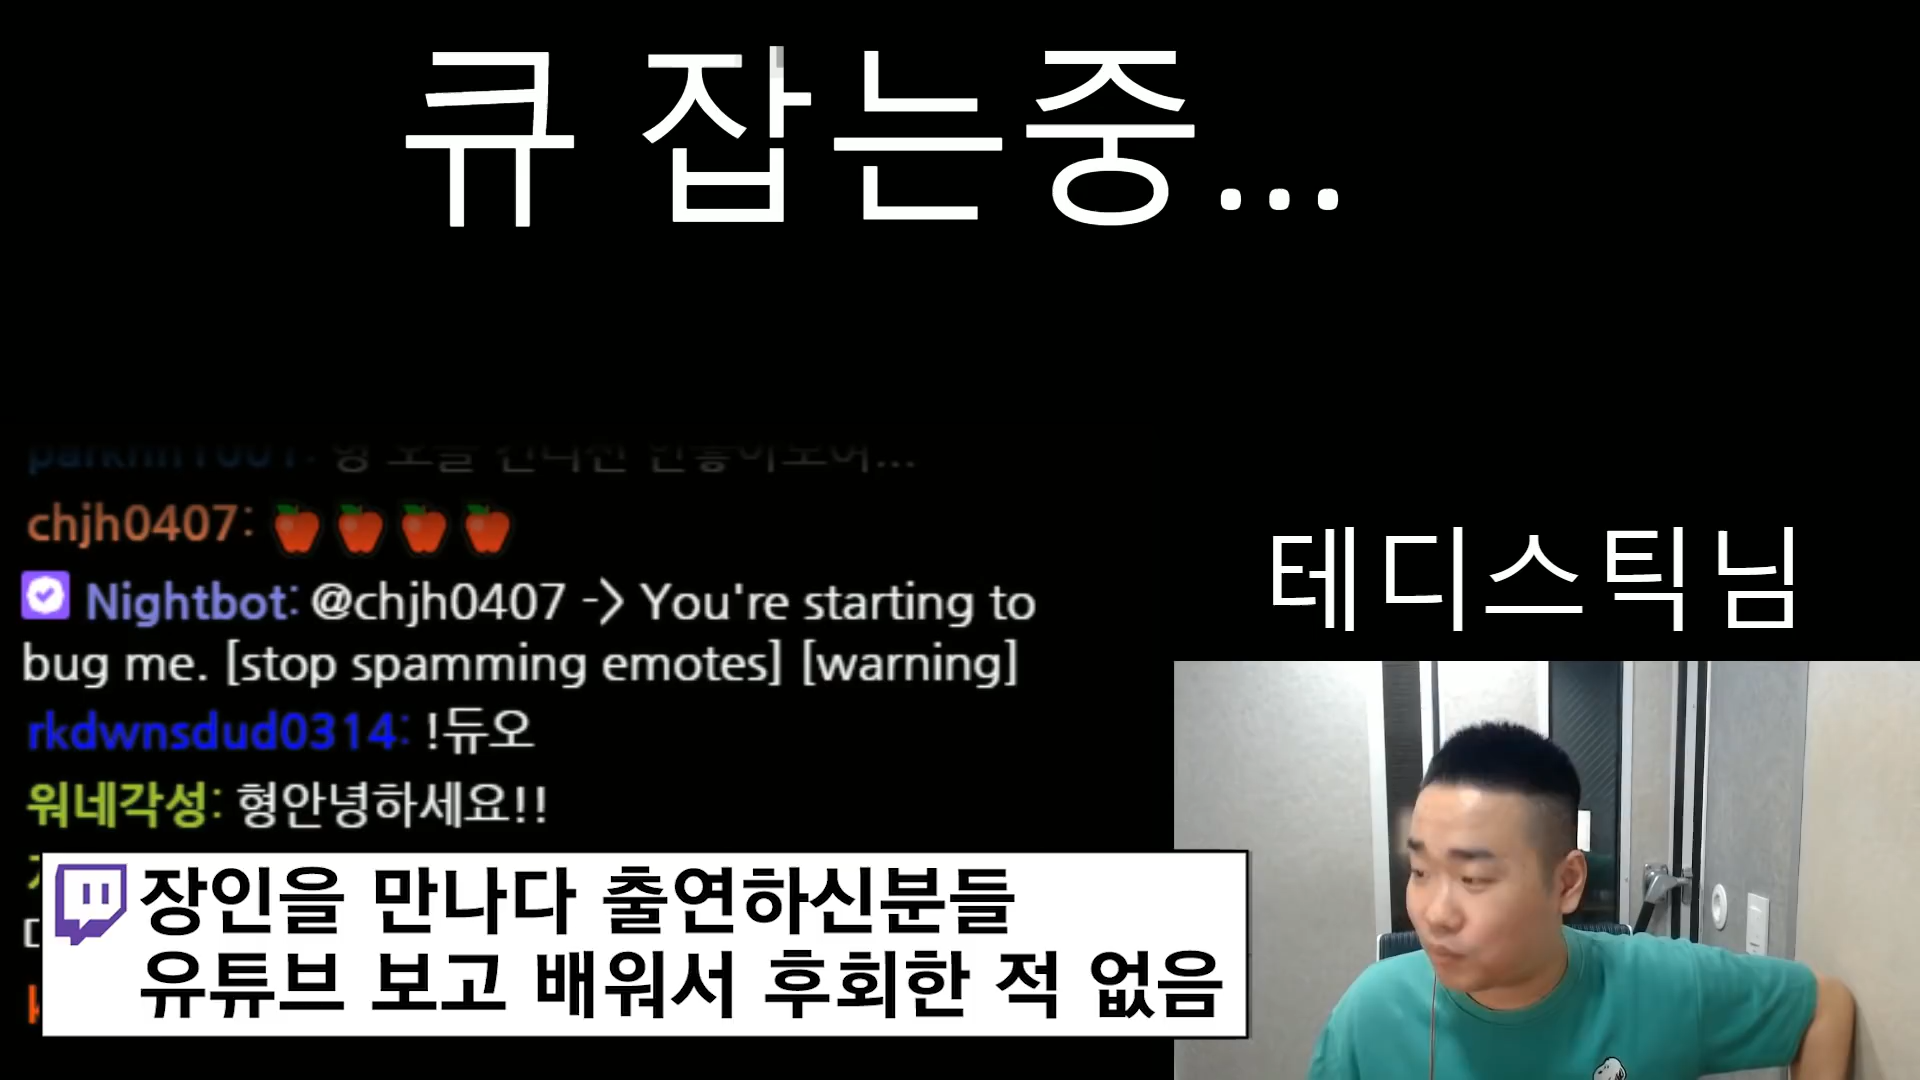 큐 잡는중...
chjh0407:
Nightbot: @chjh0407 -> You're starting to
bug me. [stop spamming emotes] [warning]
rkdwnsdud0314: !듀오
워네각성: 형안녕하세요!!
테디스틱님
장인을 만나다 출연하신분들
유튜브 보고 배워서 후회한 적 없음